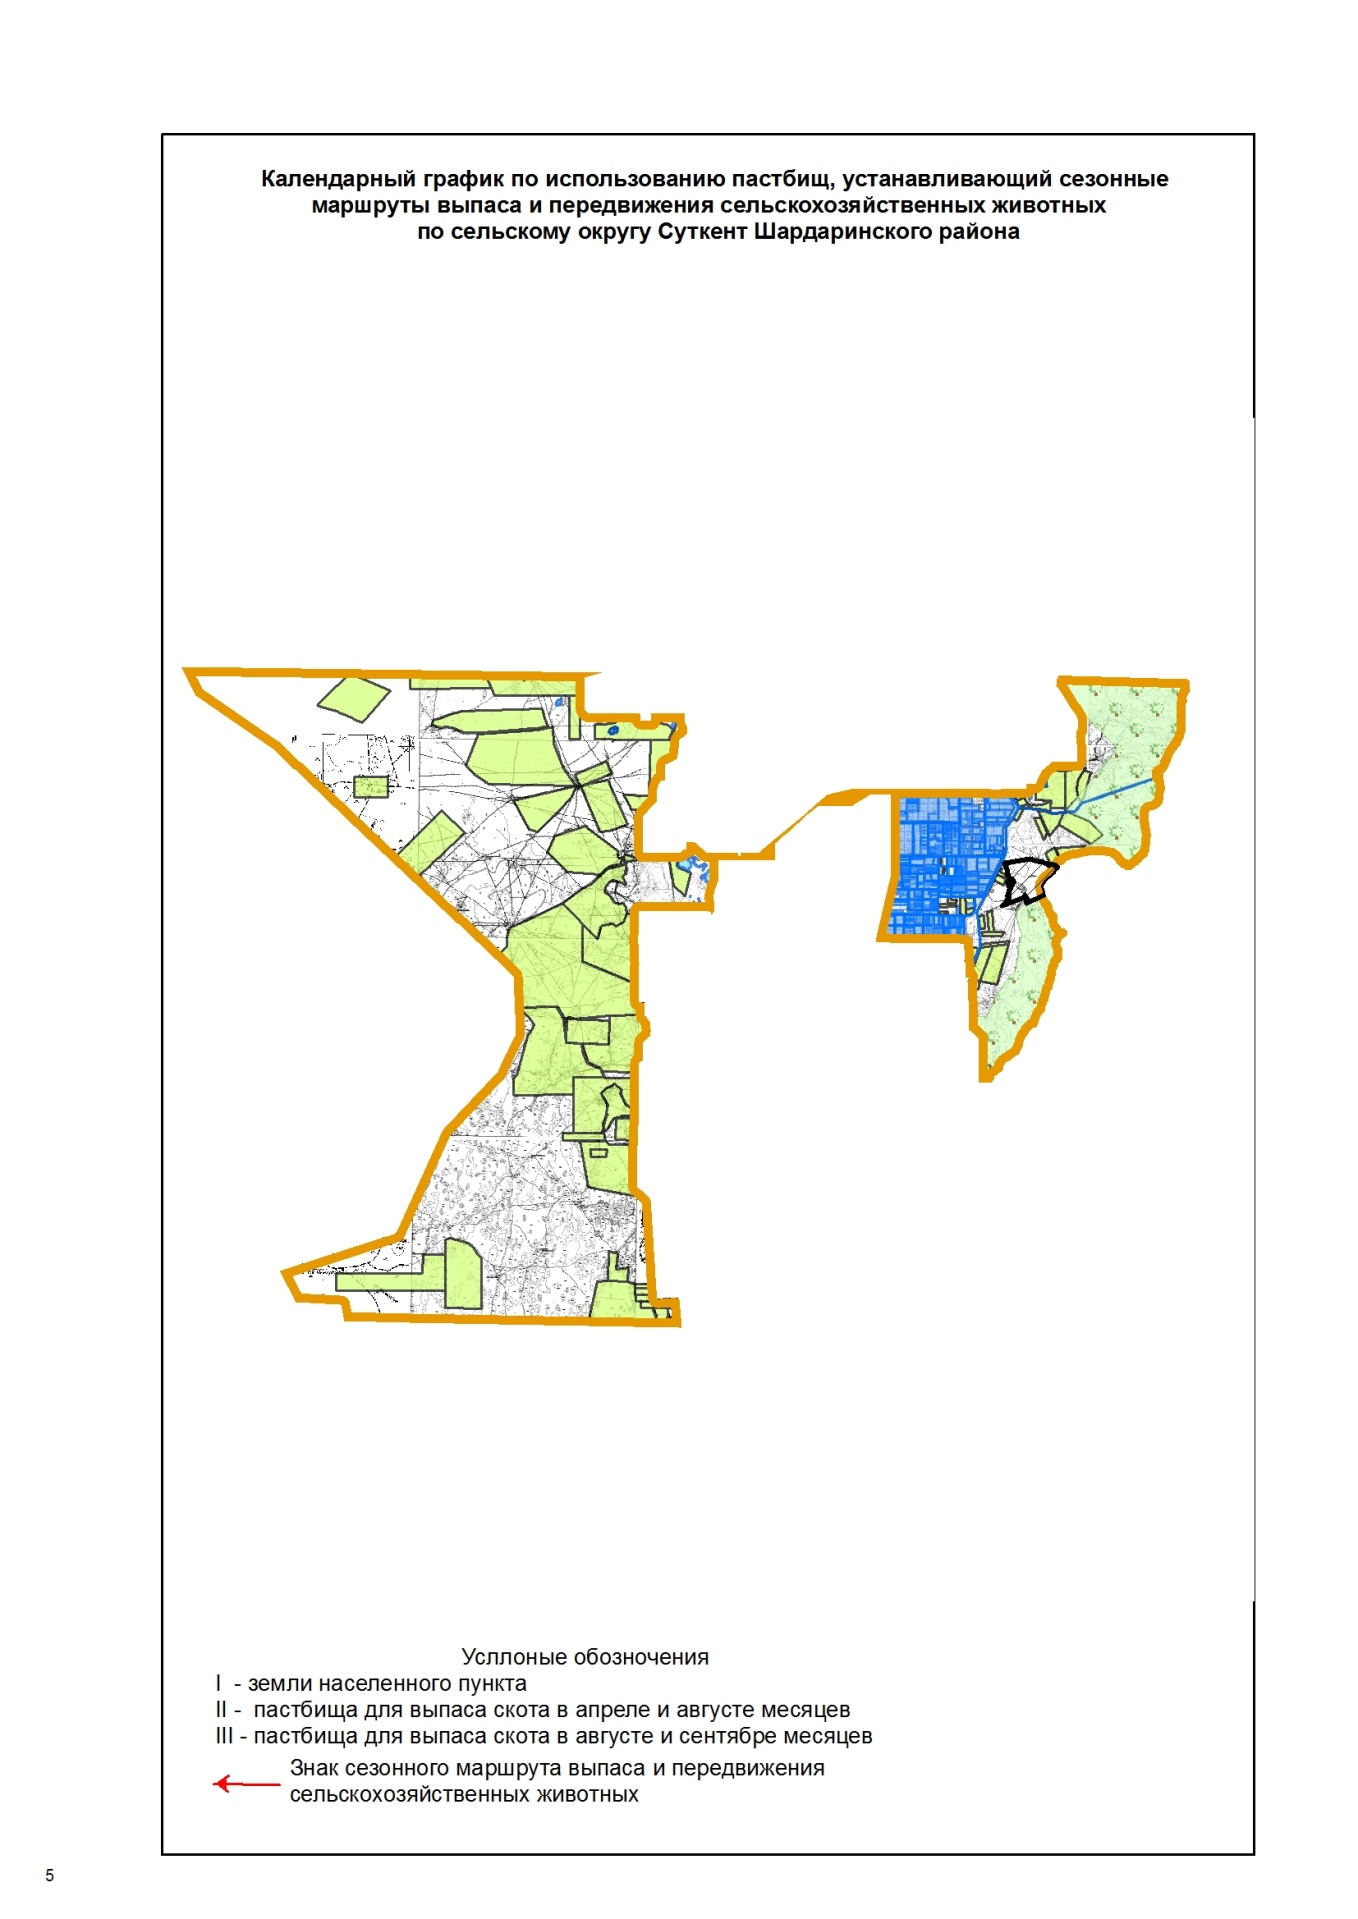 Календарный график по использованию пастбищ, устанавливающий сезонные
маршруты выпаса и передвижения сельскохозяйственных животных
по сельскому округу Суткент Шардаринского района
Усллоные обозночения
I - земли населенного пункта
II - пастбища для выпаса скота в апреле и августе месяцев
III - пастбища для выпаса скота в августе и сентябре месяцев
Знак сезонного маршрута выпаса и передвижения
сельскохозяйственных животных
5